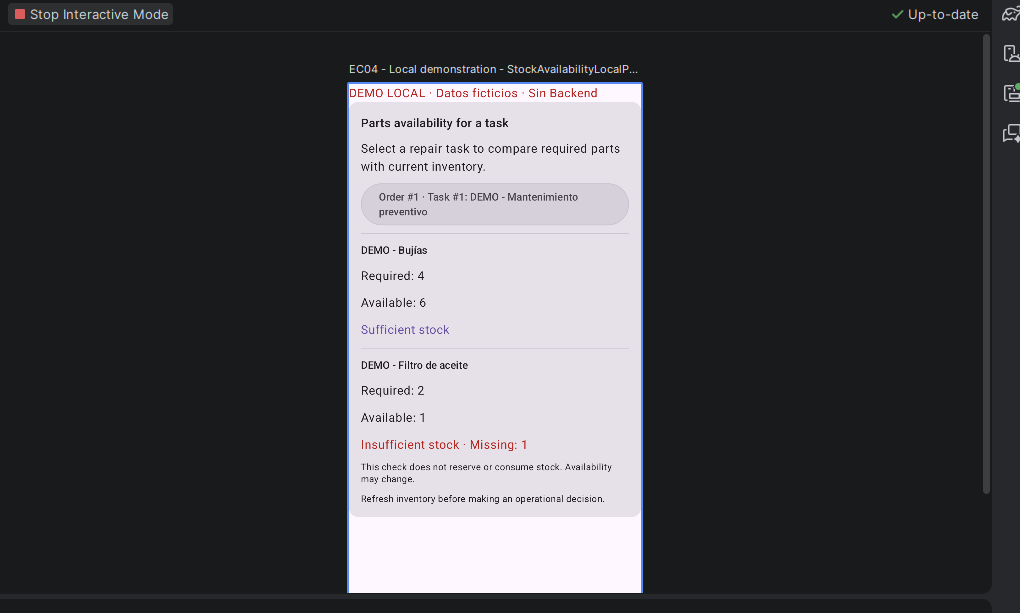 Stop Interactive Mode
Up-to-date
EC04 - Local demonstration - StockAvailabilityLocalP...
DEMO LOCAL · Datos ficticios · Sin Backend
Parts availability for a task
Select a repair task to compare required parts
with current inventory.
Order #1 · Task #1: DEMO - Mantenimiento
preventivo
DEMO - Bujías
Required: 4
Available: 6
Sufficient stock
DEMO - Filtro de aceite
Required: 2
Available: 1
Insufficient stock · Missing: 1
This check does not reserve or consume stock. Availability
may change.
Refresh inventory before making an operational decision.